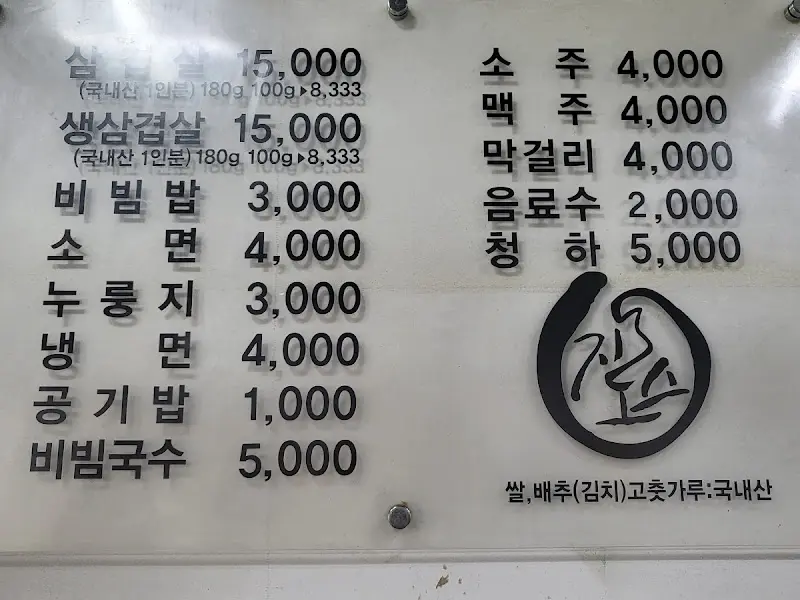 삼겹살 15,000
(국내산 1인분) 180g 100g▶8,333
생삼겹살 15,000
(국내산 1인분) 180g 100g▶8,333
비빔밥 3,000
소면 4,000
누룽지 3,000
냉면 4,000
공기밥 1,000
비빔국수 5,000
소주 4,000
맥주 4,000
막걸리 4,000
음료수 2,000
청하 5,000
쌀,배추(김치)고춧가루:국내산